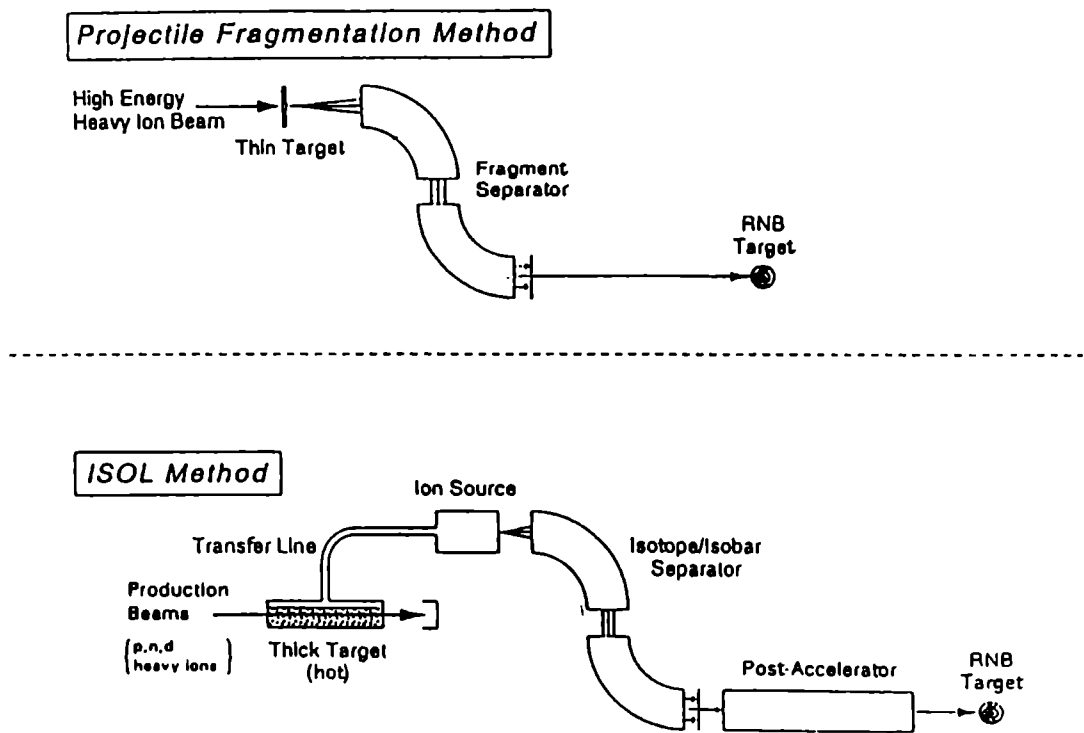 Projectile Fragmentation Method
High Energy
Heavy Ion Beam
Thin Target
Fragment
Separator
RNB
Target
ISOL Method
Ion Source
Transfer Line
Isotope/Isobar
Separator
Production
Beams
p,n,d
heavy ions
Thick Target
(hot)
Post-Accelerator
RNB
Target